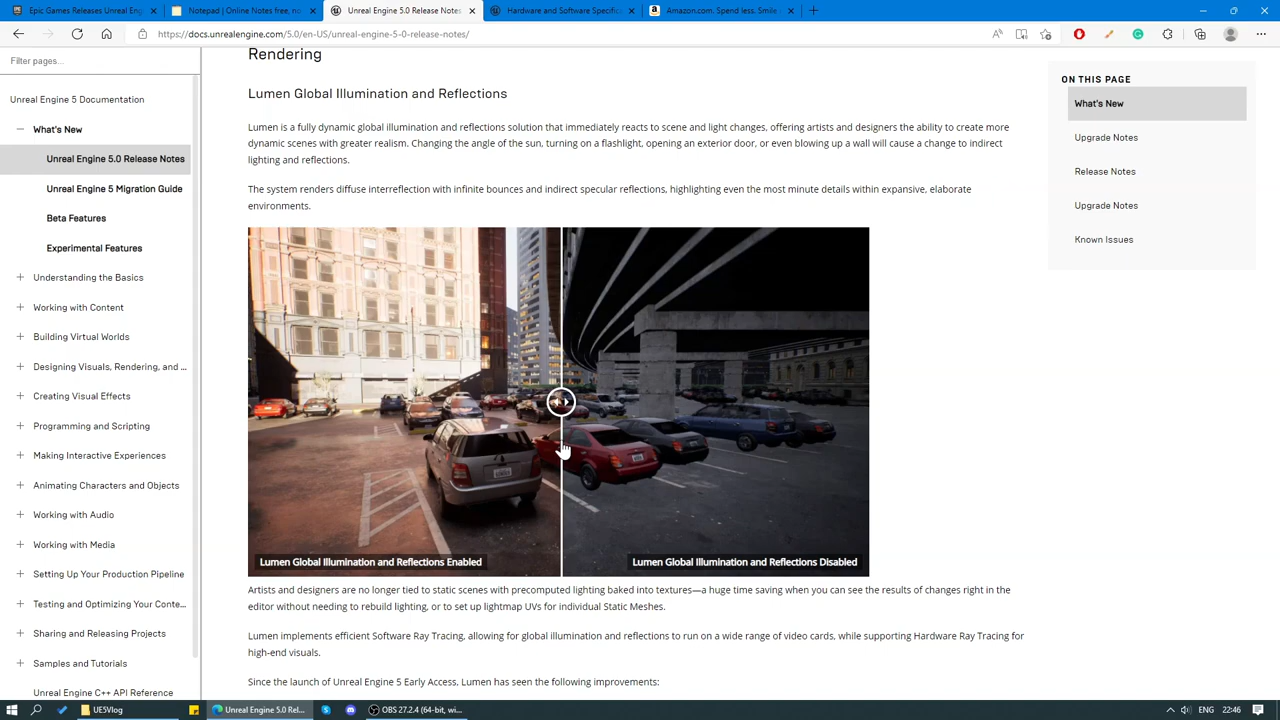 Epic Games Releases Unreal Eng
Notepad | Online Notes free, no
Unreal Engine 5.0 Release Notes
Hardware and Software Specific
Amazon.com. Spend less. Smile
https://docs.unrealengine.com/5.0/en-US/unreal-engine-5-0-release-notes/
Filter pages...
Unreal Engine 5 Documentation
What's New
Unreal Engine 5.0 Release Notes
Unreal Engine 5 Migration Guide
Beta Features
Experimental Features
Understanding the Basics
Working with Content
Building Virtual Worlds
Designing Visuals, Rendering, and ...
Creating Visual Effects
Programming and Scripting
Making Interactive Experiences
Animating Characters and Objects
Working with Audio
Working with Media
Setting Up Your Production Pipeline
Testing and Optimizing Your Conte...
Sharing and Releasing Projects
Samples and Tutorials
Unreal Engine C++ API Reference
Rendering
Lumen Global Illumination and Reflections
Lumen is a fully dynamic global illumination and reflections solution that immediately reacts to scene and light changes, offering artists and designers the ability to create more
dynamic scenes with greater realism. Changing the angle of the sun, turning on a flashlight, opening an exterior door, or even blowing up a wall will cause a change to indirect
lighting and reflections.
The system renders diffuse interreflection with infinite bounces and indirect specular reflections, highlighting even the most minute details within expansive, elaborate
environments.
Lumen Global Illumination and Reflections Enabled
Lumen Global Illumination and Reflections Disabled
Artists and designers are no longer tied to static scenes with precomputed lighting baked into textures—a huge time saving when you can see the results of changes right in the
editor without needing to rebuild lighting, or to set up lightmap UVs for individual Static Meshes.
Lumen implements efficient Software Ray Tracing, allowing for global illumination and reflections to run on a wide range of video cards, while supporting Hardware Ray Tracing for
high-end visuals.
Since the launch of Unreal Engine 5 Early Access, Lumen has seen the following improvements:
ON THIS PAGE
What's New
Upgrade Notes
Release Notes
Upgrade Notes
Known Issues
UE5Vlog
Unreal Engine 5.0 Rel...
OBS 27.2.4 (64-bit, wi...
ENG
22:46